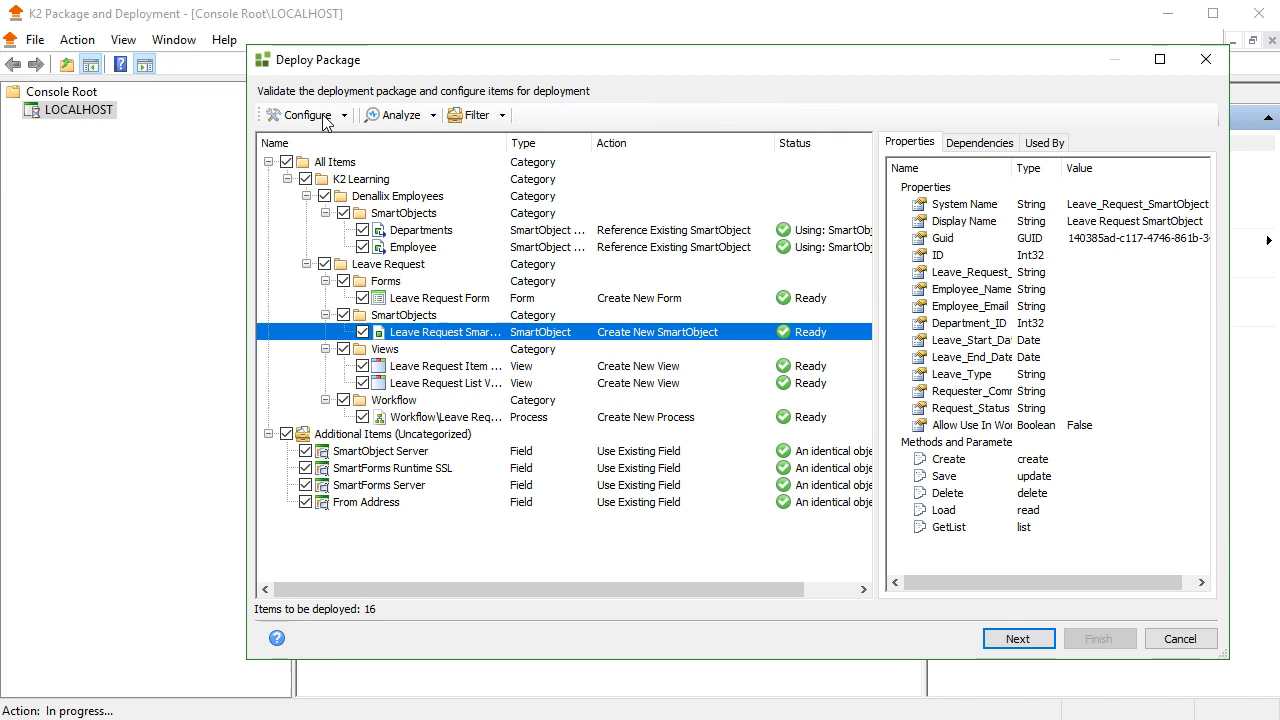 K2 Package and Deployment - [Console Root\LOCALHOST]
File Action View Window Help
Console Root
LOCALHOST
Deploy Package
Validate the deployment package and configure items for deployment
Configure Analyze Filter
Name Type Action Status
All Items Category
K2 Learning Category
Denallix Employees Category
SmartObjects Category
Departments SmartObject ... Reference Existing SmartObject Using: SmartObj
Employee SmartObject ... Reference Existing SmartObject Using: SmartObj
Leave Request Category
Forms Category
Leave Request Form Form Create New Form Ready
SmartObjects Category
Leave Request Smar... SmartObject Create New SmartObject Ready
Views Category
Leave Request Item ... View Create New View Ready
Leave Request List V... View Create New View Ready
Workflow Category
Workflow\Leave Req... Process Create New Process Ready
Additional Items (Uncategorized)
SmartObject Server Field Use Existing Field An identical obje
SmartForms Runtime SSL Field Use Existing Field An identical obje
SmartForms Server Field Use Existing Field An identical obje
From Address Field Use Existing Field An identical obje
Items to be deployed: 16
Properties Dependencies Used By
Name Type Value
Properties
System Name String Leave_Request_SmartObject
Display Name String Leave Request SmartObject
Guid GUID 140385ad-c117-4746-861b-3
ID Int32
Leave_Request_ String
Employee_Name String
Employee_Email String
Department_ID Int32
Leave_Start_Da Date
Leave_End_Date Date
Leave_Type String
Requester_Comr String
Request_Status String
Allow Use In Wo Boolean False
Methods and Paramete
Create create
Save update
Delete delete
Load read
GetList list
Next Finish Cancel
Action: In progress...